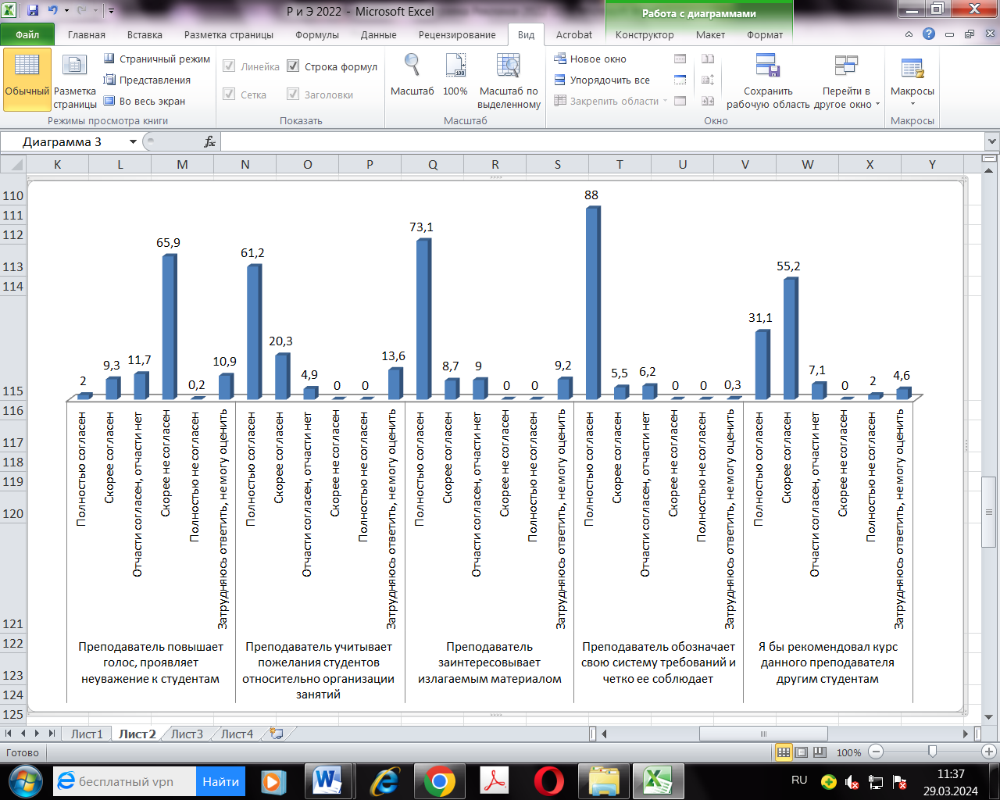 Р и Э 2022 - Microsoft Excel
Работа с диаграммами
Файл Главная Вставка Разметка страницы Формулы Данные Рецензирование Вид Acrobat Конструктор Макет Формат
Обычный
Разметка страницы
Страничный режим
Представления
Во весь экран
Режимы просмотра книги
Линейка
Строка формул
Сетка
Заголовки
Показать
Масштаб
100%
Масштаб по выделенному
Масштаб
Новое окно
Упорядочить все
Закрепить области
Сохранить рабочую область
Перейти в другое окно
Окно
Макросы
Макросы
Диаграмма 3
fx
K L M N O P Q R S T U V W X Y
110
111
112
113
114
115
116
117
118
119
120
121
122
123
124
125
2 9,3 11,7 65,9 0,2 10,9
61,2 20,3 4,9 0 0 13,6
73,1 8,7 9 0 0 9,2
88 5,5 6,2 0 0 0,3
31,1 55,2 7,1 0 2 4,6
Полностью согласен
Скорее согласен
Отчасти согласен, отчасти нет
Скорее не согласен
Полностью не согласен
Затрудняюсь ответить, не могу оценить
Полностью согласен
Скорее согласен
Отчасти согласен, отчасти нет
Скорее не согласен
Полностью не согласен
Затрудняюсь ответить, не могу оценить
Полностью согласен
Скорее согласен
Отчасти согласен, отчасти нет
Скорее не согласен
Полностью не согласен
Затрудняюсь ответить, не могу оценить
Полностью согласен
Скорее согласен
Отчасти согласен, отчасти нет
Скорее не согласен
Полностью не согласен
Затрудняюсь ответить, не могу оценить
Полностью согласен
Скорее согласен
Отчасти согласен, отчасти нет
Скорее не согласен
Полностью не согласен
Затрудняюсь ответить, не могу оценить
Преподаватель повышает
голос, проявляет
неуважение к студентам
Преподаватель учитывает
пожелания студентов
относительно организации
занятий
Преподаватель
заинтересовывает
излагаемым материалом
Преподаватель обозначает
свою систему требований и
четко ее соблюдает
Я бы рекомендовал курс
данного преподавателя
другим студентам
Лист1 Лист2 Лист3 Лист4
Готово
100%
бесплатный vpn
Найти
RU
11:37
29.03.2024